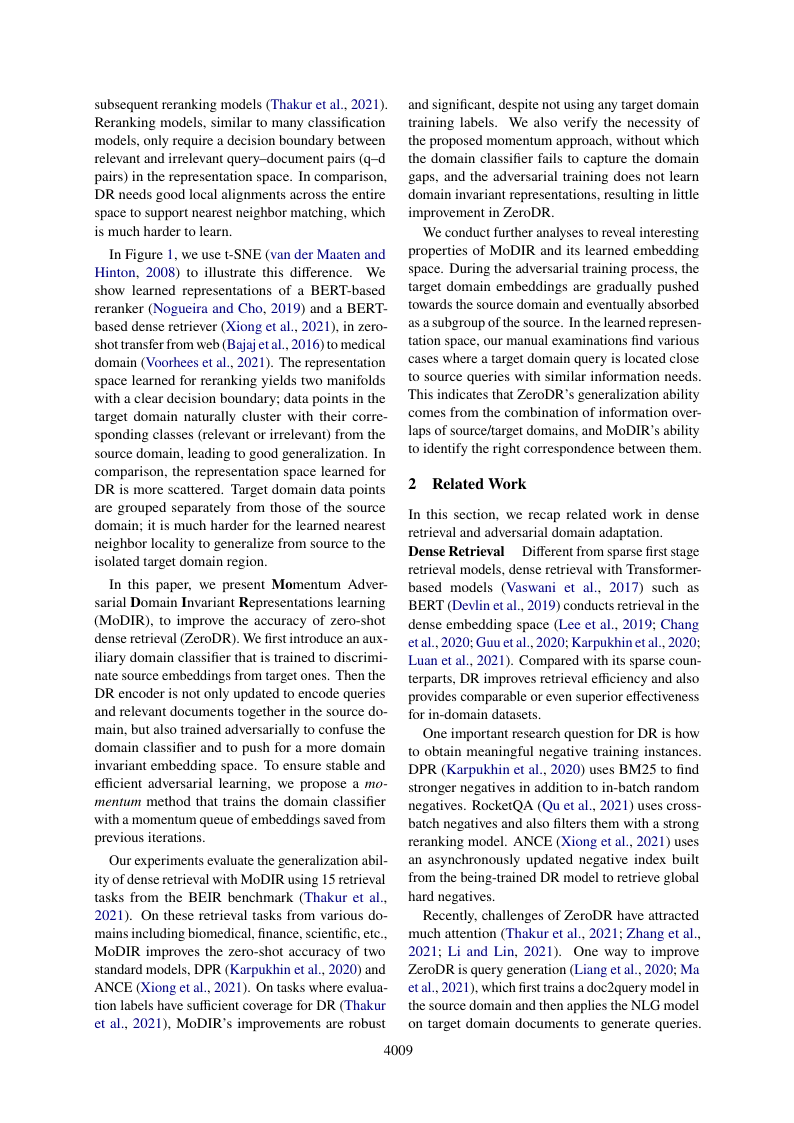 subsequent reranking models (Thakur et al., 2021).
Reranking models, similar to many classification
models, only require a decision boundary between
relevant and irrelevant query–document pairs (q–d
pairs) in the representation space. In comparison,
DR needs good local alignments across the entire
space to support nearest neighbor matching, which
is much harder to learn.
In Figure 1, we use t-SNE (van der Maaten and
Hinton, 2008) to illustrate this difference. We
show learned representations of a BERT-based
reranker (Nogueira and Cho, 2019) and a BERT-
based dense retriever (Xiong et al., 2021), in zero-
shot transfer from web (Bajaj et al., 2016) to medical
domain (Voorhees et al., 2021). The representation
space learned for reranking yields two manifolds
with a clear decision boundary; data points in the
target domain naturally cluster with their corre-
sponding classes (relevant or irrelevant) from the
source domain, leading to good generalization. In
comparison, the representation space learned for
DR is more scattered. Target domain data points
are grouped separately from those of the source
domain; it is much harder for the learned nearest
neighbor locality to generalize from source to the
isolated target domain region.
In this paper, we present Momentum Adver-
sarial Domain Invariant Representations learning
(MoDIR), to improve the accuracy of zero-shot
dense retrieval (ZeroDR). We first introduce an aux-
iliary domain classifier that is trained to discrimi-
nate source embeddings from target ones. Then the
DR encoder is not only updated to encode queries
and relevant documents together in the source do-
main, but also trained adversarially to confuse the
domain classifier and to push for a more domain
invariant embedding space. To ensure stable and
efficient adversarial learning, we propose a mo-
mentum method that trains the domain classifier
with a momentum queue of embeddings saved from
previous iterations.
Our experiments evaluate the generalization abil-
ity of dense retrieval with MoDIR using 15 retrieval
tasks from the BEIR benchmark (Thakur et al.,
2021). On these retrieval tasks from various do-
mains including biomedical, finance, scientific, etc.,
MoDIR improves the zero-shot accuracy of two
standard models, DPR (Karpukhin et al., 2020) and
ANCE (Xiong et al., 2021). On tasks where evalua-
tion labels have sufficient coverage for DR (Thakur
et al., 2021), MoDIR's improvements are robust
and significant, despite not using any target domain
training labels. We also verify the necessity of
the proposed momentum approach, without which
the domain classifier fails to capture the domain
gaps, and the adversarial training does not learn
domain invariant representations, resulting in little
improvement in ZeroDR.
We conduct further analyses to reveal interesting
properties of MoDIR and its learned embedding
space. During the adversarial training process, the
target domain embeddings are gradually pushed
towards the source domain and eventually absorbed
as a subgroup of the source. In the learned represen-
tation space, our manual examinations find various
cases where a target domain query is located close
to source queries with similar information needs.
This indicates that ZeroDR's generalization ability
comes from the combination of information over-
laps of source/target domains, and MoDIR's ability
to identify the right correspondence between them.
2 Related Work
In this section, we recap related work in dense
retrieval and adversarial domain adaptation.
Dense Retrieval Different from sparse first stage
retrieval models, dense retrieval with Transformer-
based models (Vaswani et al., 2017) such as
BERT (Devlin et al., 2019) conducts retrieval in the
dense embedding space (Lee et al., 2019; Chang
et al., 2020; Guu et al., 2020; Karpukhin et al., 2020;
Luan et al., 2021). Compared with its sparse coun-
terparts, DR improves retrieval efficiency and also
provides comparable or even superior effectiveness
for in-domain datasets.
One important research question for DR is how
to obtain meaningful negative training instances.
DPR (Karpukhin et al., 2020) uses BM25 to find
stronger negatives in addition to in-batch random
negatives. RocketQA (Qu et al., 2021) uses cross-
batch negatives and also filters them with a strong
reranking model. ANCE (Xiong et al., 2021) uses
an asynchronously updated negative index built
from the being-trained DR model to retrieve global
hard negatives.
Recently, challenges of ZeroDR have attracted
much attention (Thakur et al., 2021; Zhang et al.,
2021; Li and Lin, 2021). One way to improve
ZeroDR is query generation (Liang et al., 2020; Ma
et al., 2021), which first trains a doc2query model in
the source domain and then applies the NLG model
on target domain documents to generate queries.
4009